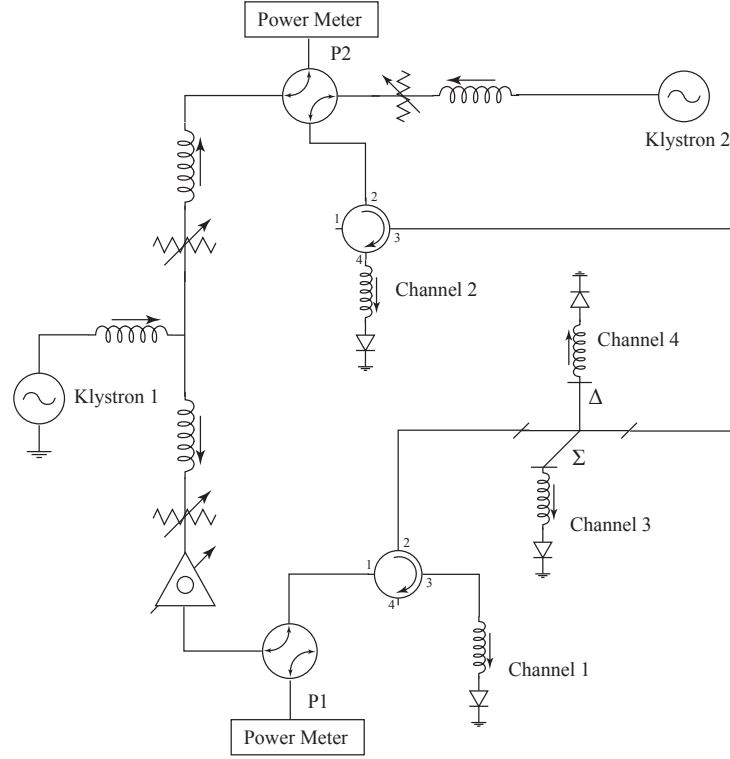 Power Meter
P2
Klystron 2
2
1
3
4
Channel 2
Channel 4
Klystron 1
Δ
Σ
Channel 3
2
1
3
4
Channel 1
P1
Power Meter